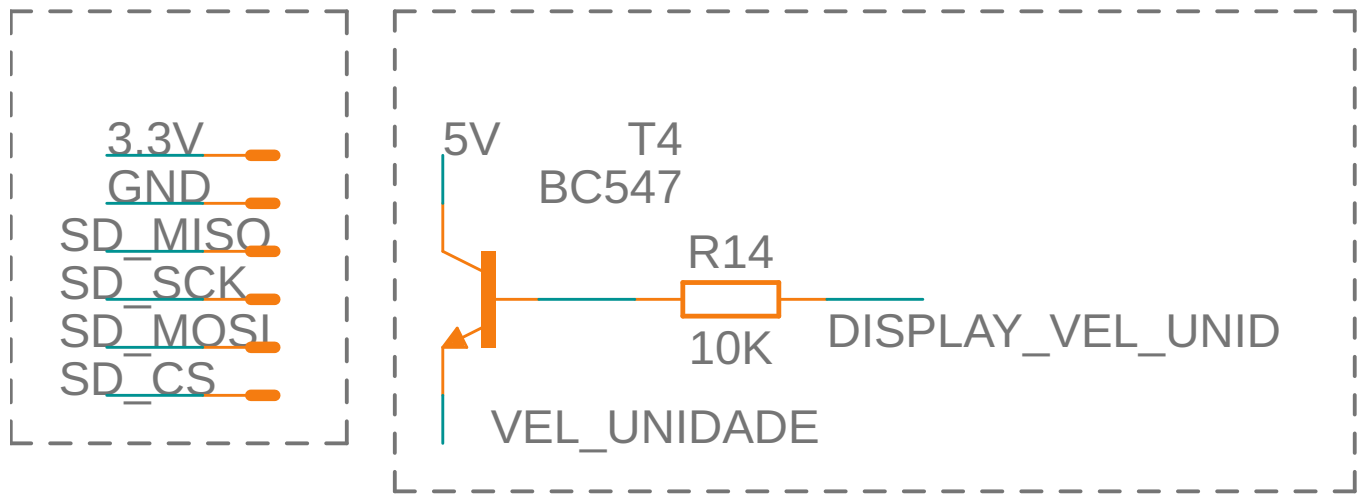 3.3V
GND
SD_MISO
SD_SCK
SD_MOSI
SD_CS
5V
T4
BC547
R14
10K
DISPLAY_VEL_UNID
VEL_UNIDADE